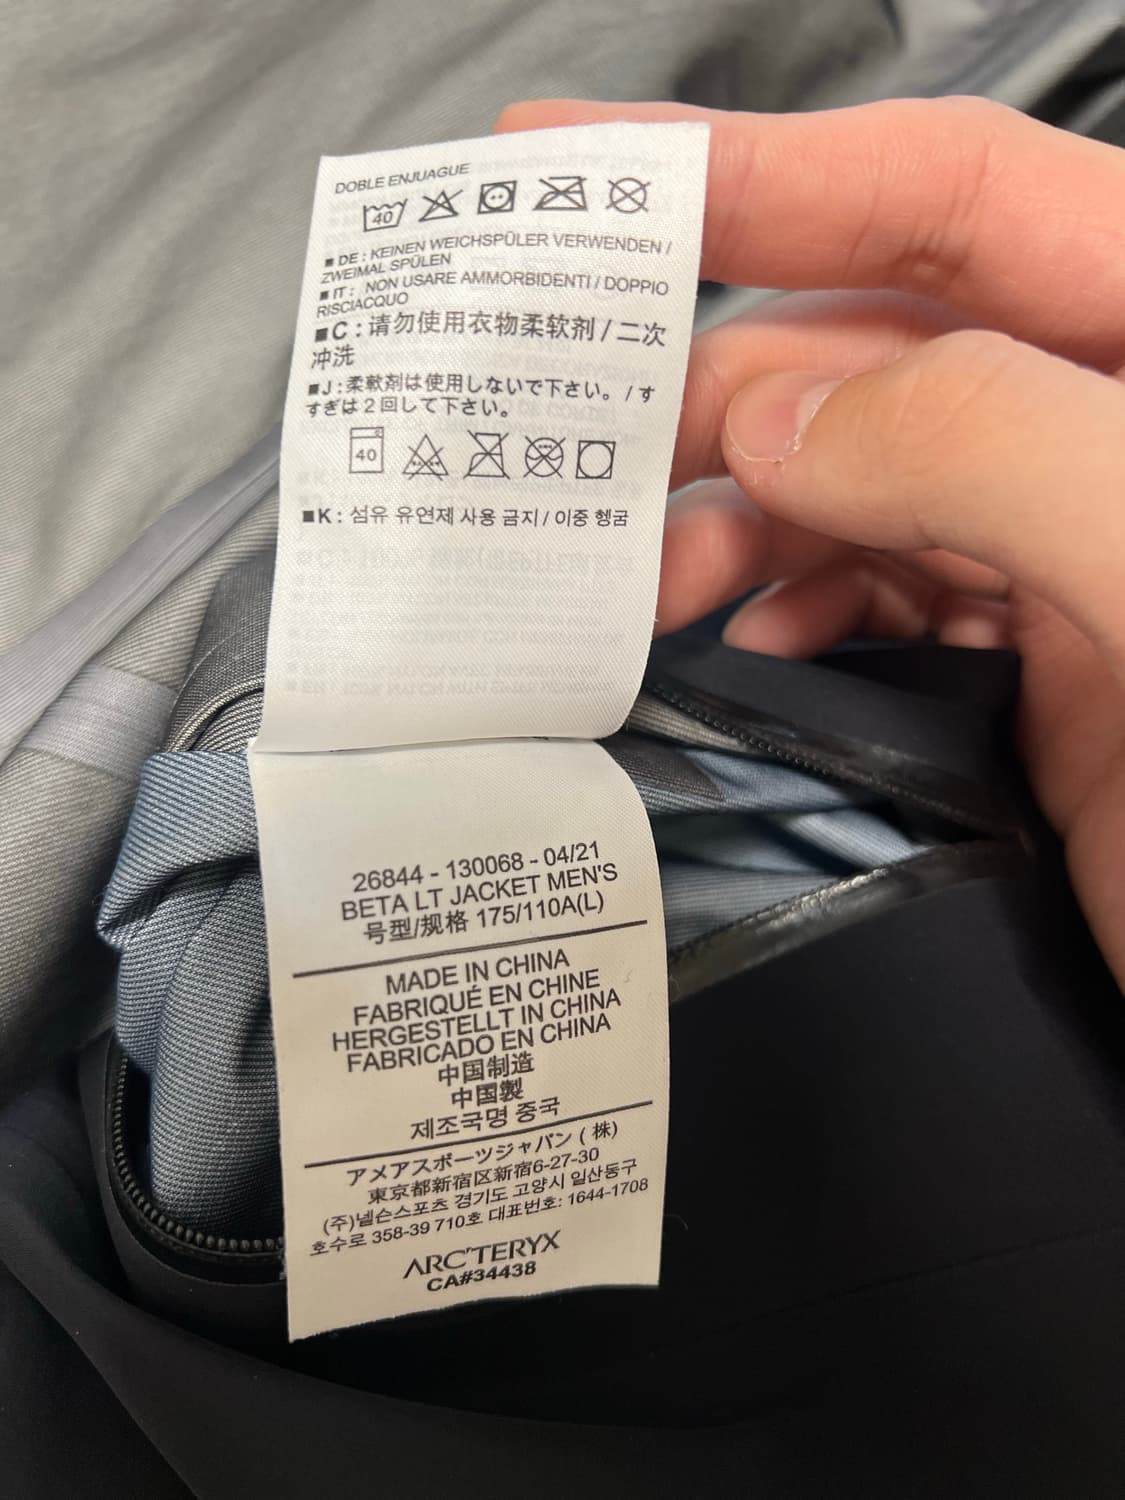 DOBLE ENJUAGUE
40
■ DE : KEINEN WEICHSPÜLER VERWENDEN /
ZWEIMAL SPÜLEN
■ IT : NON USARE AMMORBIDENTI / DOPPIO
RISCIACQUO
■ C : 请勿使用衣物柔软剂 / 二次
冲洗
■ J : 柔軟剤は使用しないで下さい。 / す
すぎは2回して下さい。
40
■ K : 섬유 유연제 사용 금지 / 이중 헹굼
26844 - 130068 - 04/21
BETA LT JACKET MEN'S
号型/规格 175/110A(L)
MADE IN CHINA
FABRIQUÉ EN CHINE
HERGESTELLT IN CHINA
FABRICADO EN CHINA
中国制造
中国製
제조국명 중국
アメアスポーツジャパン ( 株)
東京都新宿区新宿6-27-30
(주)넬슨스포츠 경기도 고양시 일산동구
호수로 358-39 710호 대표번호: 1644-1708
ARC'TERYX
CA#34438